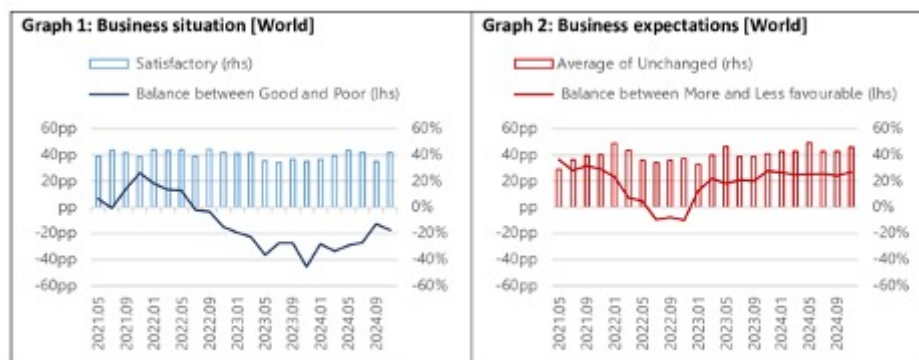 Graph 1: Business situation [World]
Satisfactory (rhs)
Balance between Good and Poor (lhs)
60pp
40pp
20pp
pp
-20pp
-40pp
-60pp
60%
40%
20%
0%
-20%
-40%
-60%
2021.05
2021.09
2022.01
2022.05
2022.09
2023.01
2023.05
2023.09
2024.01
2024.05
2024.09
Graph 2: Business expectations [World]
Average of Unchanged (rhs)
Balance between More and Less favourable (lhs)
60pp
40pp
20pp
pp
-20pp
-40pp
-60pp
60%
40%
20%
0%
-20%
-40%
-60%
2021.05
2021.09
2022.01
2022.05
2022.09
2023.01
2023.05
2023.09
2024.01
2024.05
2024.09